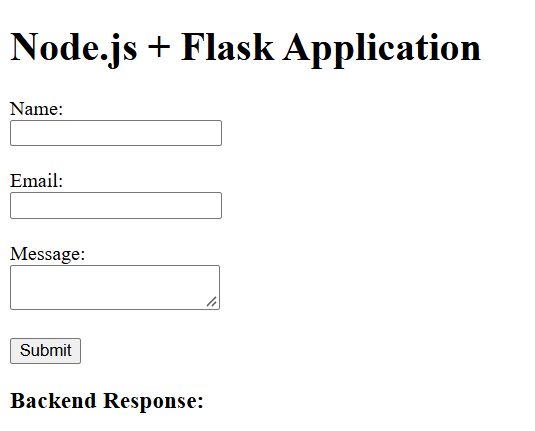 Node.js + Flask Application
Name:
Email:
Message:
Submit
Backend Response: